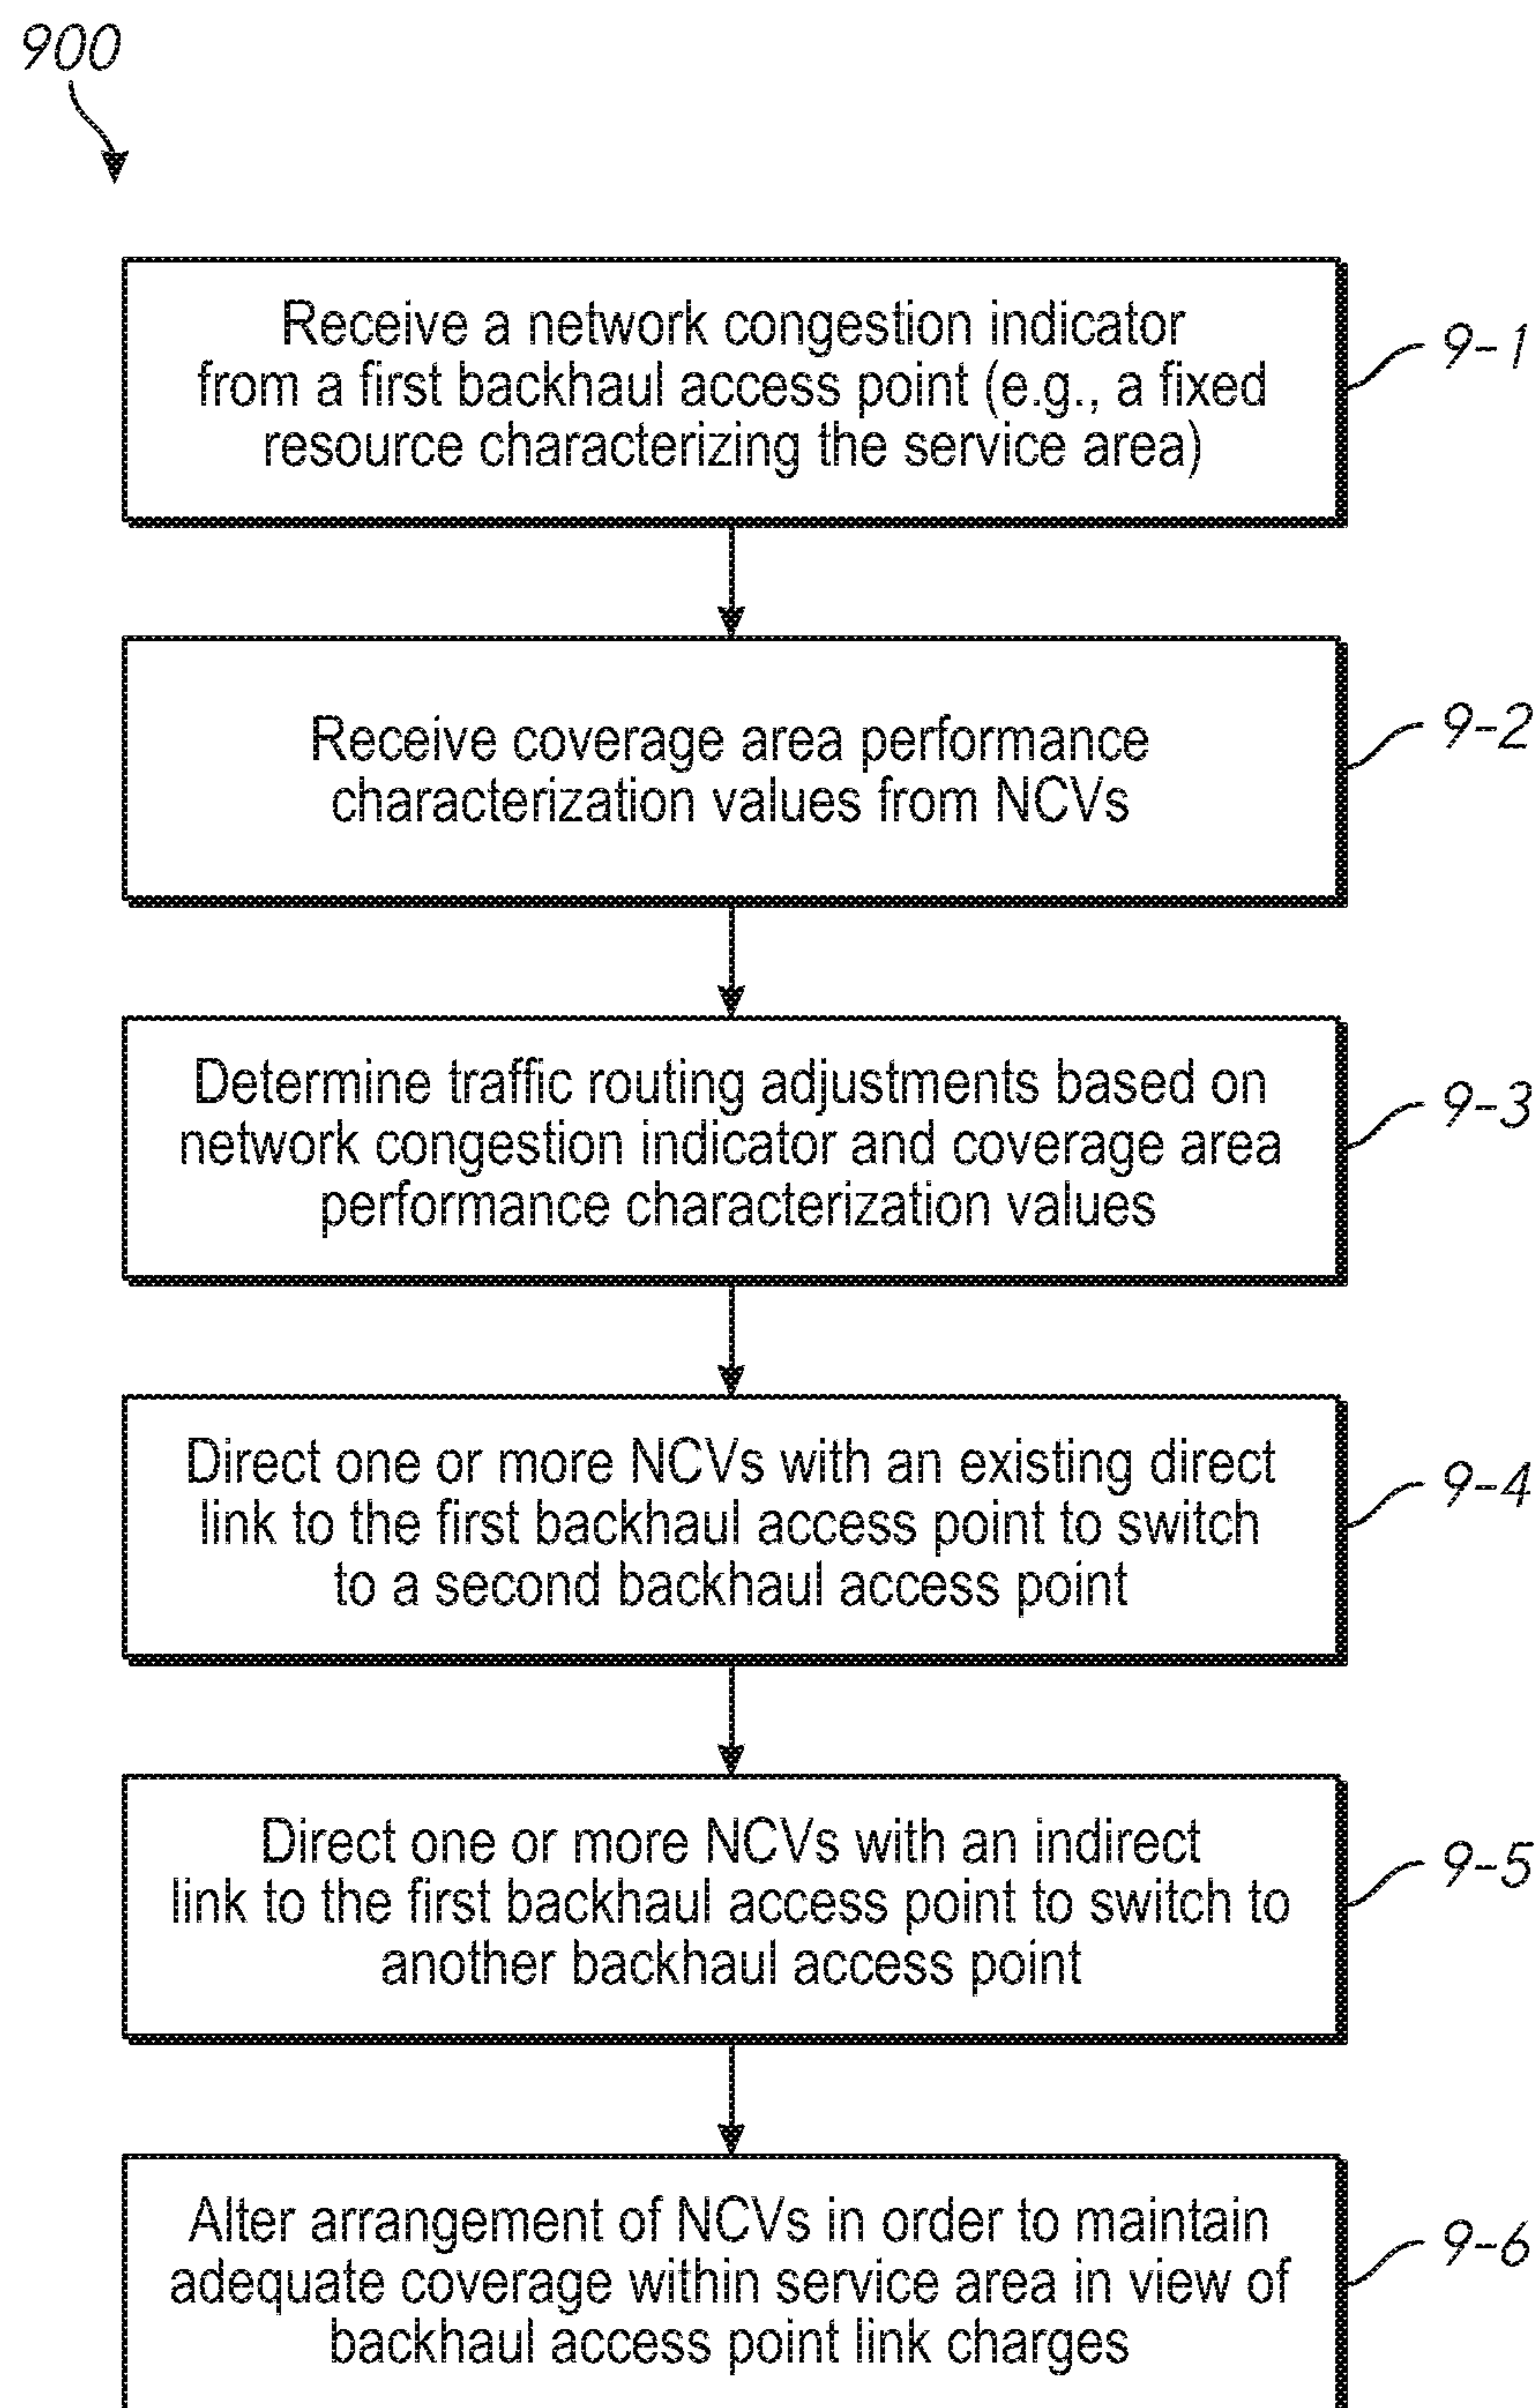 900
Receive a network congestion indicator
from a first backhaul access point (e.g., a fixed
resource characterizing the service area)
9-1
Receive coverage area performance
characterization values from NCVs
9-2
Determine traffic routing adjustments based on
network congestion indicator and coverage area
performance characterization values
9-3
Direct one or more NCVs with an existing direct
link to the first backhaul access point to switch
to a second backhaul access point
9-4
Direct one or more NCVs with an indirect
link to the first backhaul access point to switch to
another backhaul access point
9-5
Alter arrangement of NCVs in order to maintain
adequate coverage within service area in view of
backhaul access point link charges
9-6